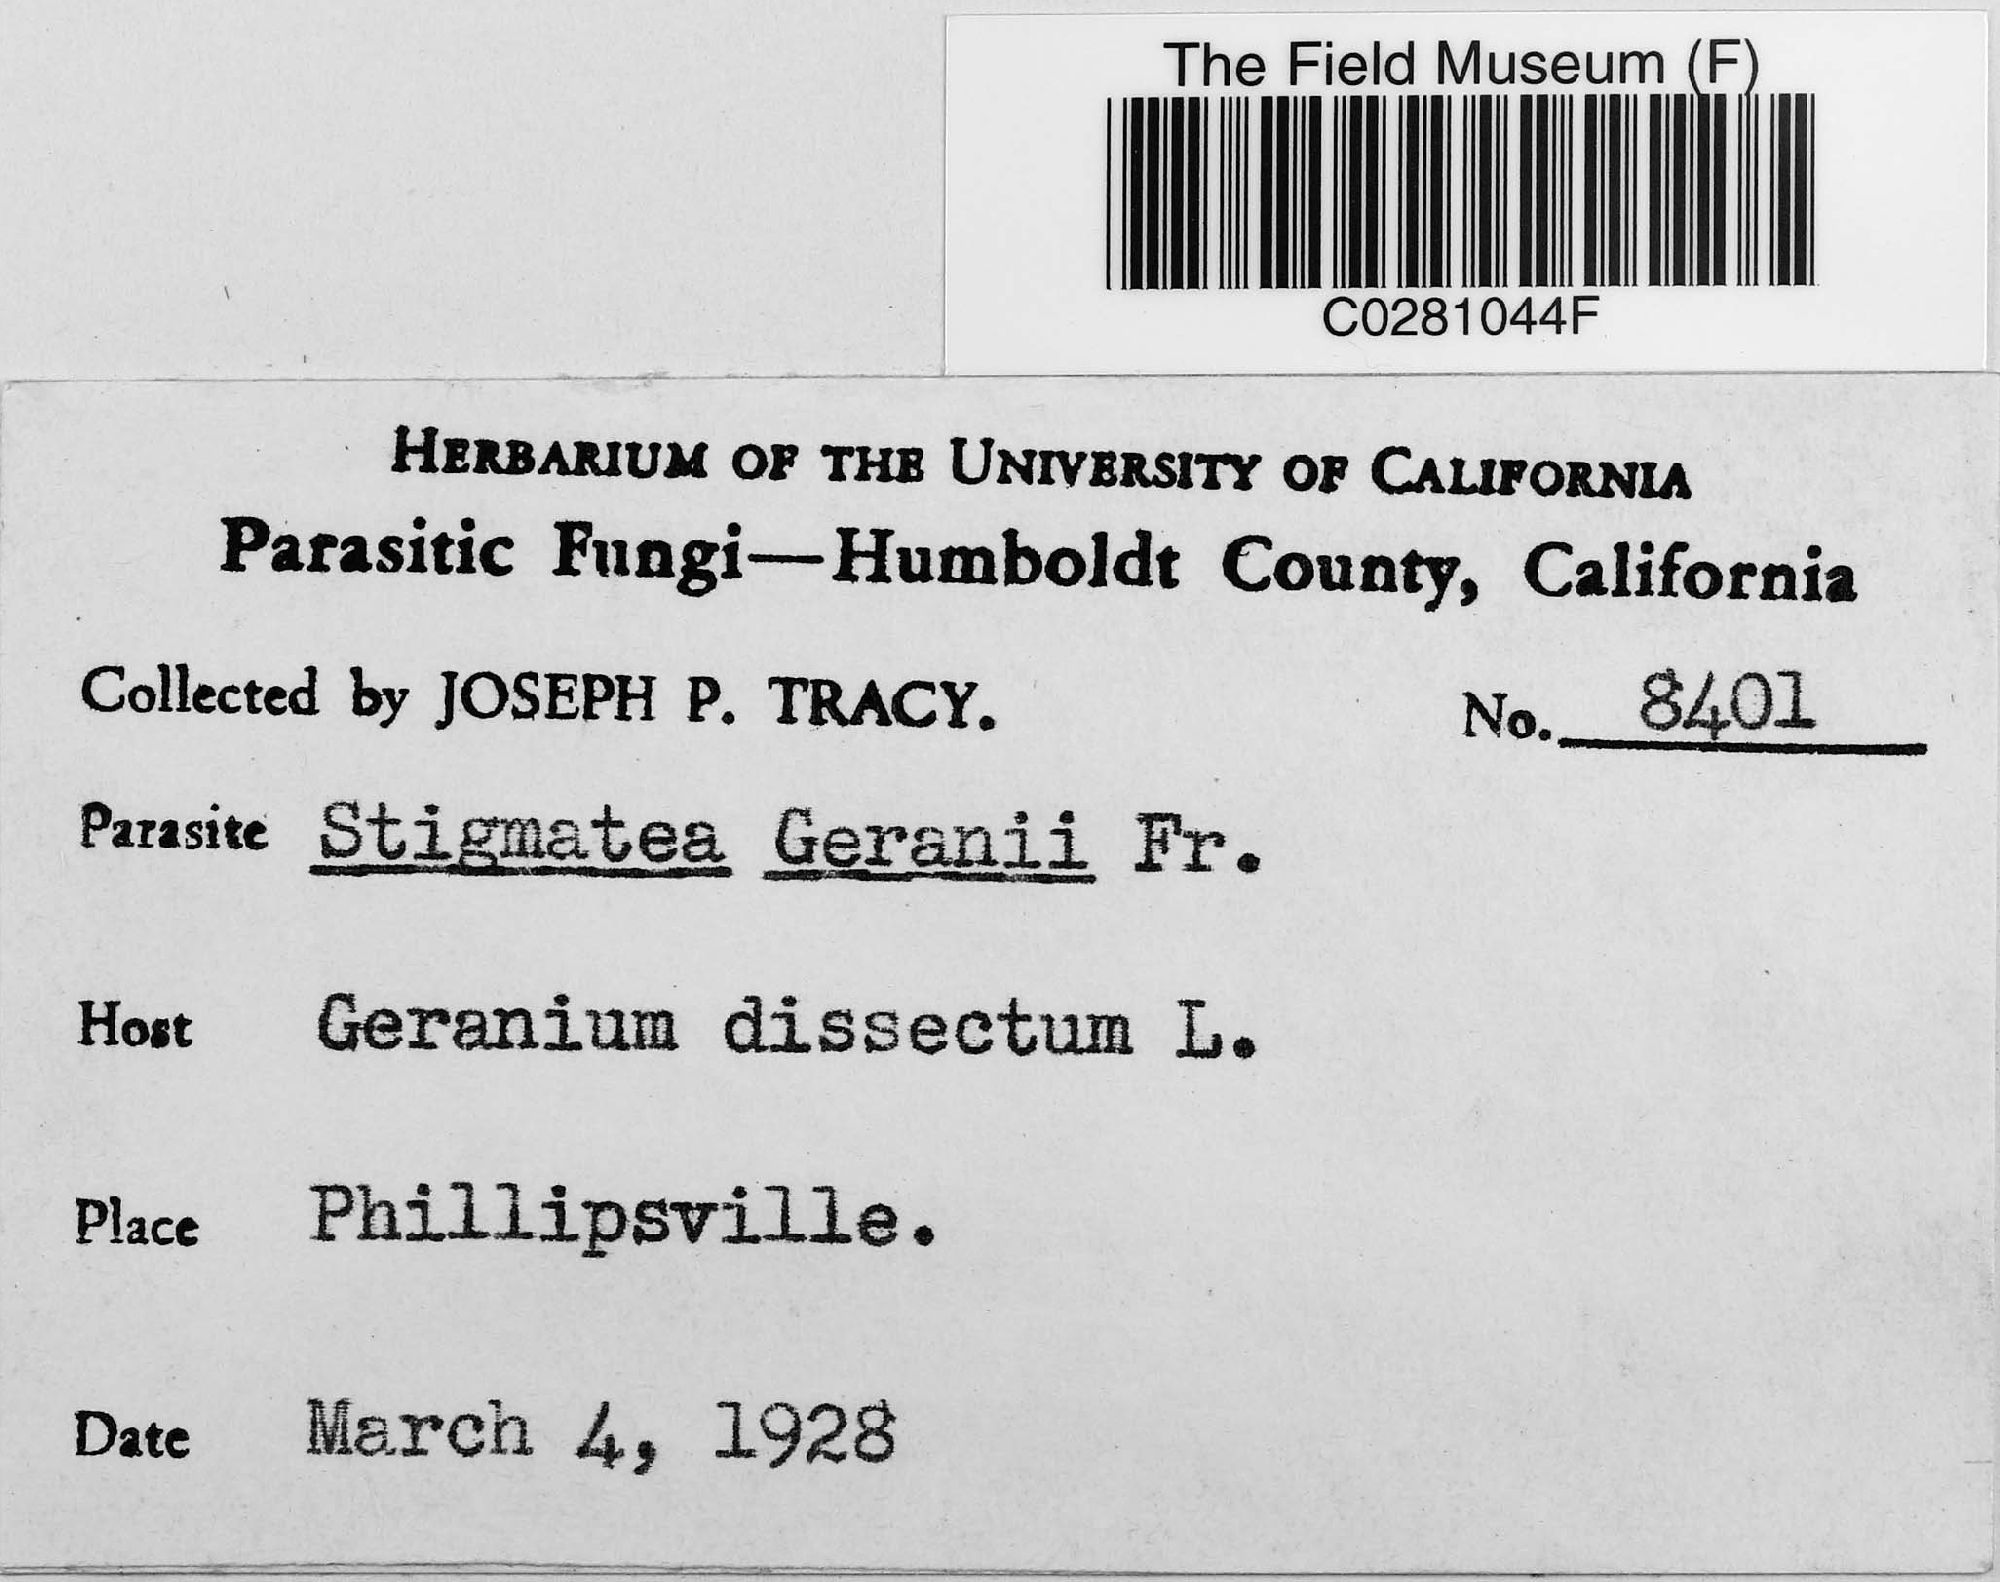 The Field Museum (F)
C0281044F
HERBARIUM OF THE UNIVERSITY OF CALIFORNIA
Parasitic Fungi—Humboldt County, California
Collected by JOSEPH P. TRACY. No. 8401
Parasite Stigmatea Geranii Fr.
Host Geranium dissectum L.
Place Phillipsville.
Date March 4, 1928